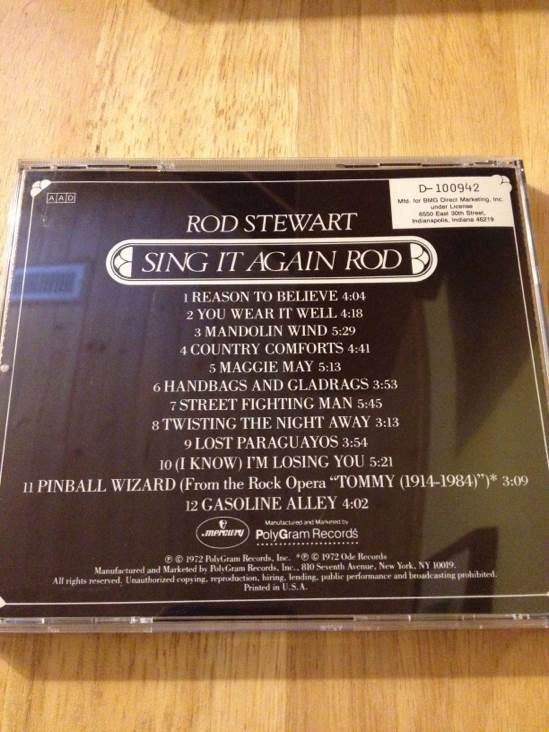 AAD
D-100942
Mfd. for BMG Direct Marketing, Inc.
under License
6550 East 30th Street,
Indianapolis, Indiana 46219
ROD STEWART
SING IT AGAIN ROD
1 REASON TO BELIEVE 4:04
2 YOU WEAR IT WELL 4:18
3 MANDOLIN WIND 5:29
4 COUNTRY COMFORTS 4:41
5 MAGGIE MAY 5:13
6 HANDBAGS AND GLADRAGS 3:53
7 STREET FIGHTING MAN 5:45
8 TWISTING THE NIGHT AWAY 3:13
9 LOST PARAGUAYOS 3:54
10 (I KNOW) I'M LOSING YOU 5:21
11 PINBALL WIZARD (From the Rock Opera "TOMMY (1914-1984)")* 3:09
12 GASOLINE ALLEY 4:02
mercury
Manufactured and Marketed by
PolyGram Records
℗ © 1972 PolyGram Records, Inc. *℗ © 1972 Ode Records
Manufactured and Marketed by PolyGram Records, Inc., 810 Seventh Avenue, New York, NY 10019.
All rights reserved. Unauthorized copying, reproduction, hiring, lending, public performance and broadcasting prohibited.
Printed in U.S.A.